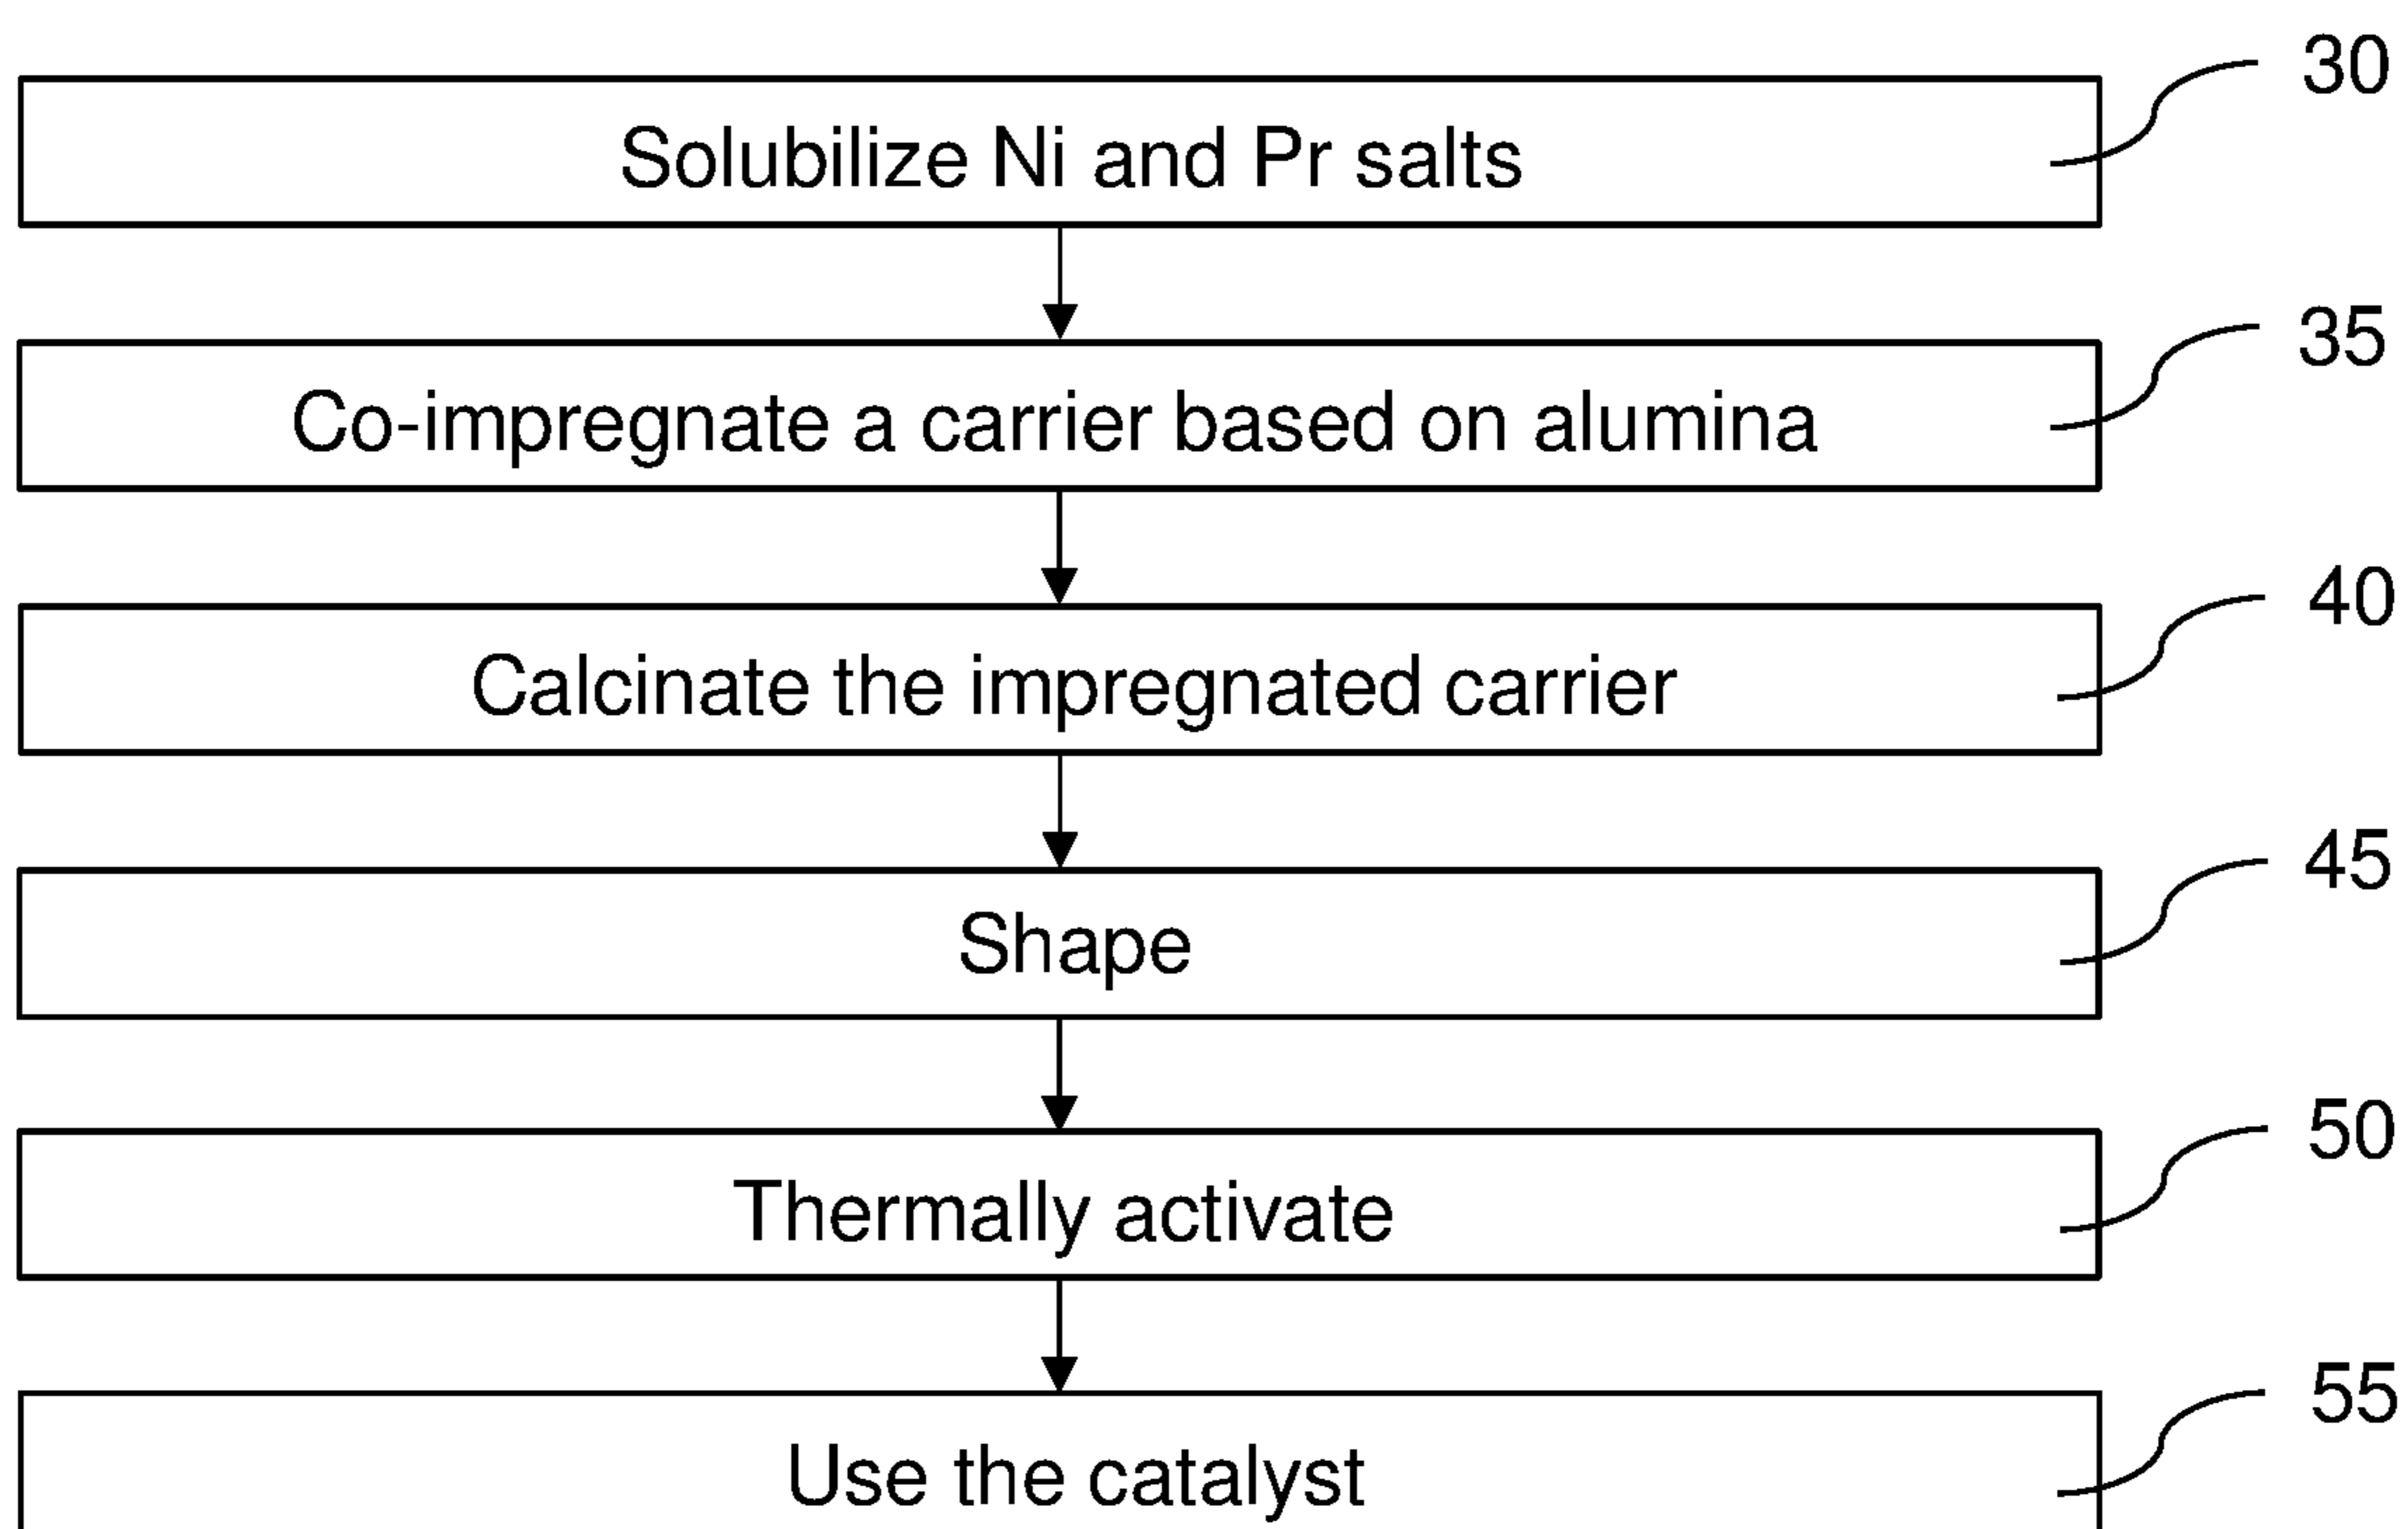 30
Solubilize Ni and Pr salts
35
Co-impregnate a carrier based on alumina
40
Calcinate the impregnated carrier
45
Shape
50
Thermally activate
55
Use the catalyst